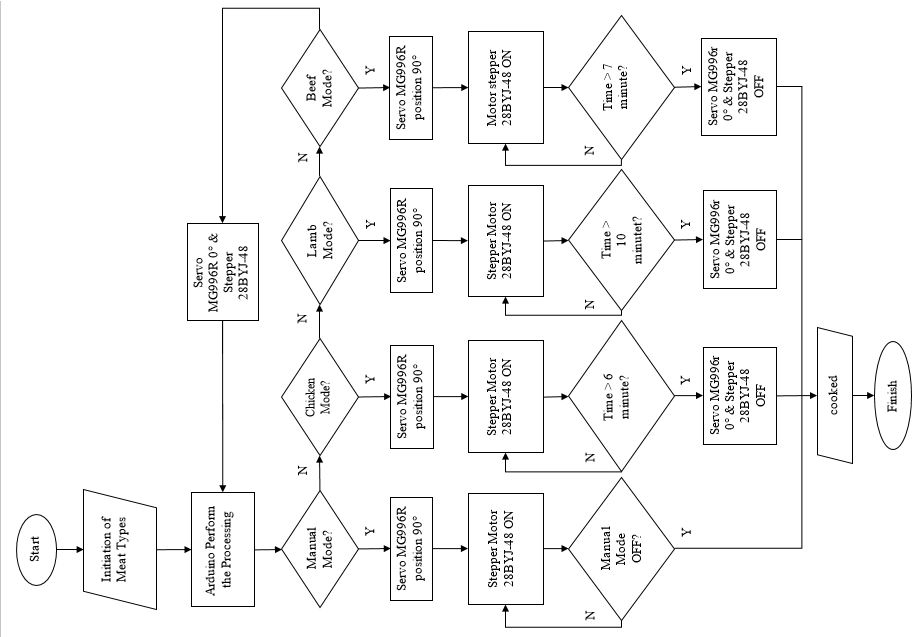 Start
Initiation of
Meat Types
Arduino Perform
the Processing
Manual
Mode?
Y
N
Servo MG996R
position 90°
Stepper Motor
28BYJ-48 ON
Manual
Mode
OFF?
N
Y
Chicken
Mode?
Y
N
Servo MG996R
position 90°
Stepper Motor
28BYJ-48 ON
Time > 6
minute?
N
Y
Servo MG996r
0° & Stepper
28BYJ-48
OFF
Lamb
Mode?
Y
N
Servo MG996R
position 90°
Stepper Motor
28BYJ-48 ON
Time >
10
minutet?
N
Y
Servo MG996r
0° & Stepper
28BYJ-48
OFF
Beef
Mode?
Y
Servo MG996R
position 90°
Motor stepper
28BYJ-48 ON
Time > 7
minute?
N
Y
Servo MG996r
0° & Stepper
28BYJ-48
OFF
Servo
MG996R 0° &
Stepper
28BYJ-48
cooked
Finish